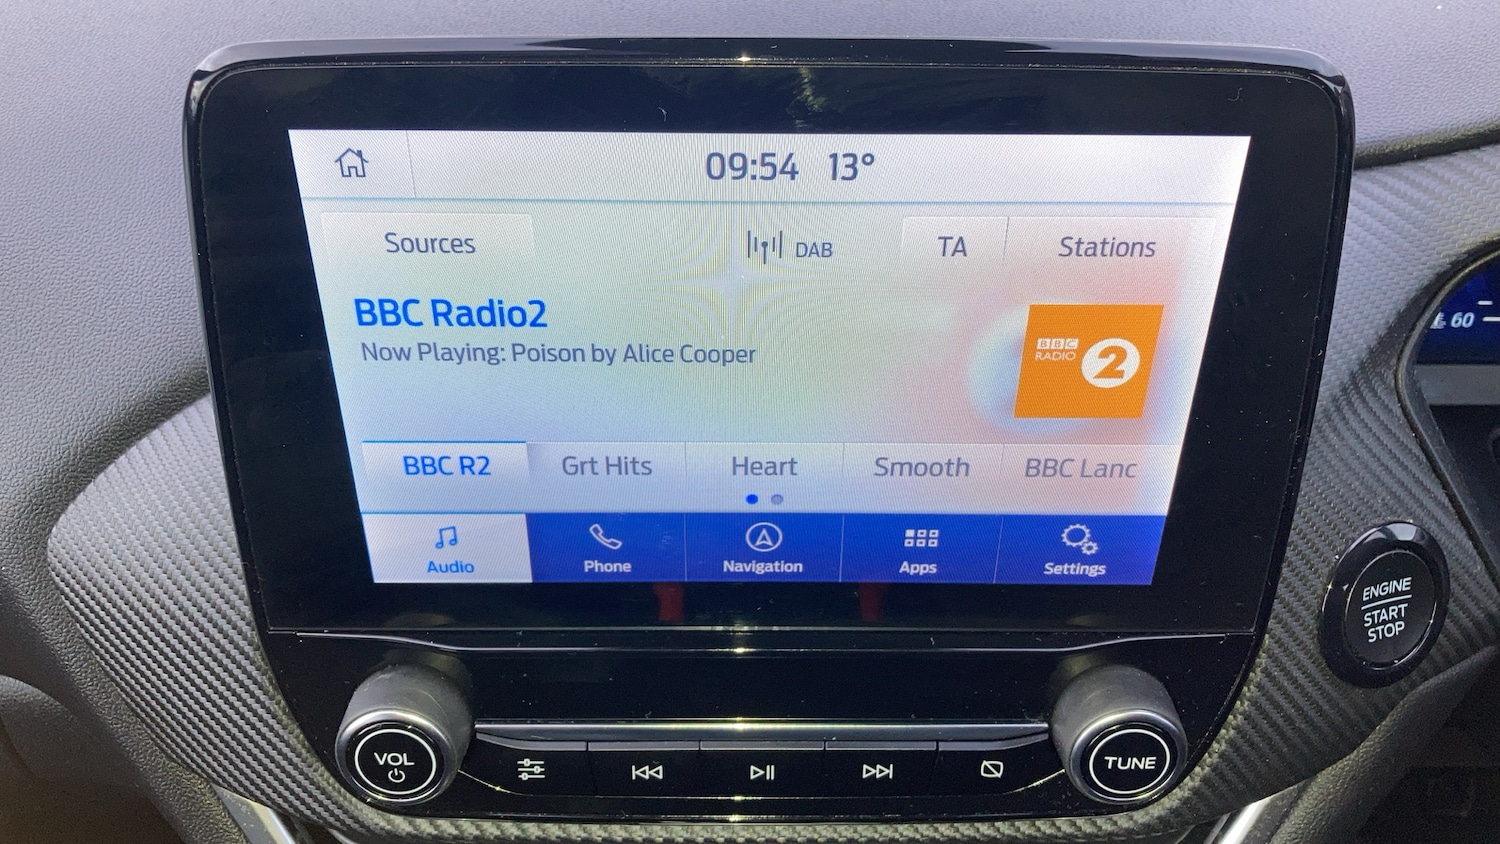 09:54 13°
Sources DAB TA Stations
BBC Radio2
Now Playing: Poison by Alice Cooper
BBC
RADIO 2
BBC R2 Grt Hits Heart Smooth BBC Lanc
Audio Phone Navigation Apps Settings
60
ENGINE
START
STOP
VOL
TUNE